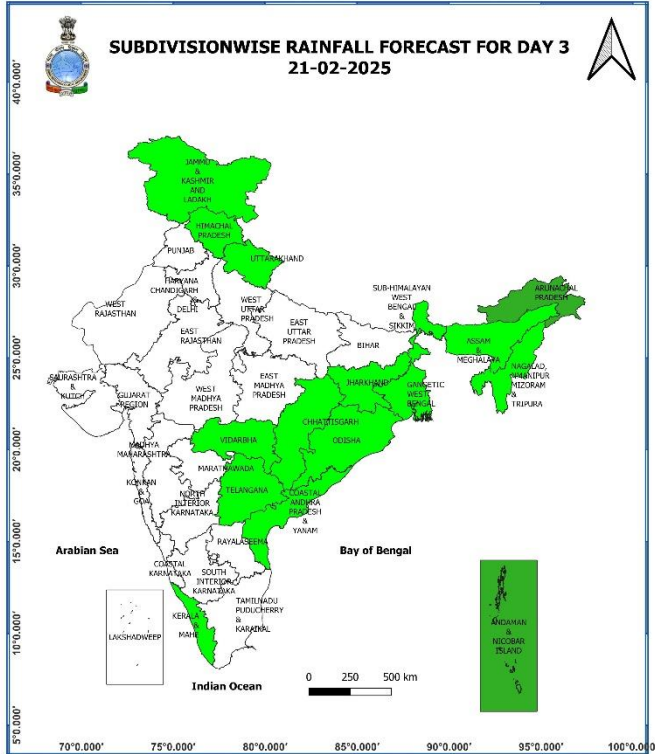 SUBDIVISIONWISE RAINFALL FORECAST FOR DAY 3
21-02-2025
40°0.000'
35°0.000'
30°0.000'
25°0.000'
20°0.000'
15°0.000'
10°0.000'
5°0.000'
JAMMU
&
KASHMIR
AND
LADAKH
HIMACHAL
PRADESH
PUNJAB
UTTARAKHAND
HARYANA
CHANDIGARH
&
DELHI
WEST
RAJASTHAN
WEST
UTTAR
PRADESH
EAST
RAJASTHAN
EAST
UTTAR
PRADESH
SUB-HIMALAYAN
WEST
BENGAL
&
SIKKIM
ARUNACHAL
PRADESH
BIHAR
ASSAM
&
MEGHALAYA
NAGALAD,
MANIPUR
MIZORAM
&
TRIPURA
SAURASHTRA
&
KUTCH
GUJARAT
REGION
WEST
MADHYA
PRADESH
EAST
MADHYA
PRADESH
JHARKHAND
GANGETIC
WEST
BENGAL
CHHATTISGARH
ODISHA
VIDARBHA
MADHYA
MAHARASHTRA
MARATHAWADA
KONKAN
&
GOA
TELANGANA
NORTH
INTERIOR
KARNATAKA
COASTAL
ANDHRA
PRADESH
&
YANAM
RAYALASEEMA
Arabian Sea
Bay of Bengal
COASTAL
KARNATAKA
SOUTH
INTERIOR
KARNATAKA
TAMILNADU
PUDUCHERRY
&
KARAIKAL
KERALA
&
MAHE
LAKSHADWEEP
ANDAMAN
&
NICOBAR
ISLAND
Indian Ocean
0 250 500 km
70°0.000' 75°0.000' 80°0.000' 85°0.000' 90°0.000' 95°0.000' 100°0.00